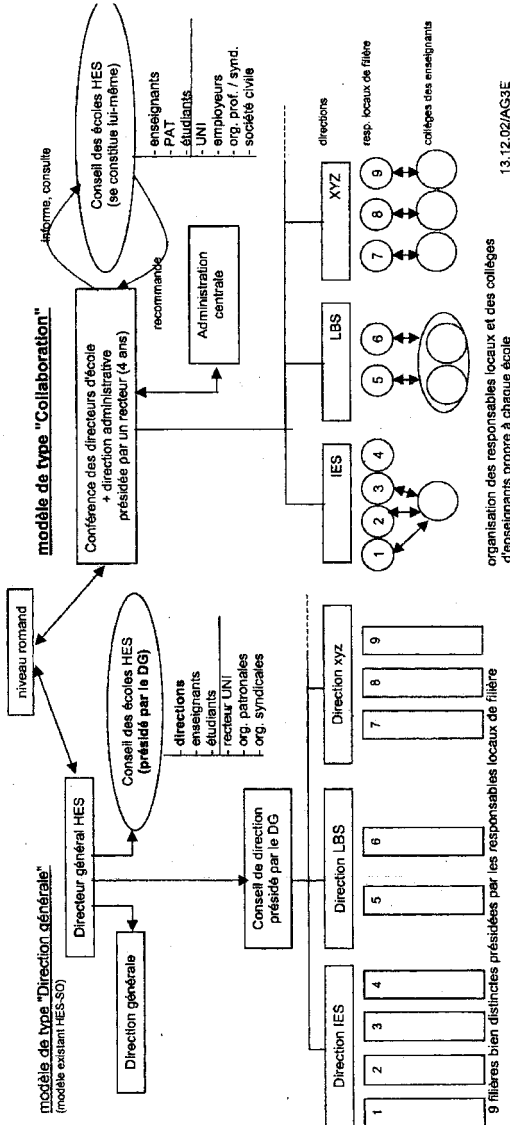 modèle de type "Direction générale"
(modèle existant HES-SO)
niveau romand
Directeur général HES
Direction générale
Conseil des écoles HES
(présidé par le DG)
- directions
- enseignants
- étudiants
- recteur UNI
- org. patronales
- org. syndicales
Conseil de direction
présidé par le DG
Direction IES
Direction LBS
Direction xyz
1
2
3
4
5
6
7
8
9
9 filières bien distinctes présidées par les responsables locaux de filière
modèle de type "Collaboration"
Conférence des directeurs d'école
+ direction administrative
présidée par un recteur (4 ans)
informe, consulte
recommande
Conseil des écoles HES
(se constitue lui-même)
- enseignants
- PAT
étudiants
- UNI
- employeurs
- org. prof. / synd.
- société civile
Administration
centrale
IES
LBS
XYZ
directions
1
2
3
4
5
6
7
8
9
resp. locaux de filière
collèges des enseignants
organisation des responsables locaux et des collèges
d'enseignants propre à chaque école
13.12.02/AG3E